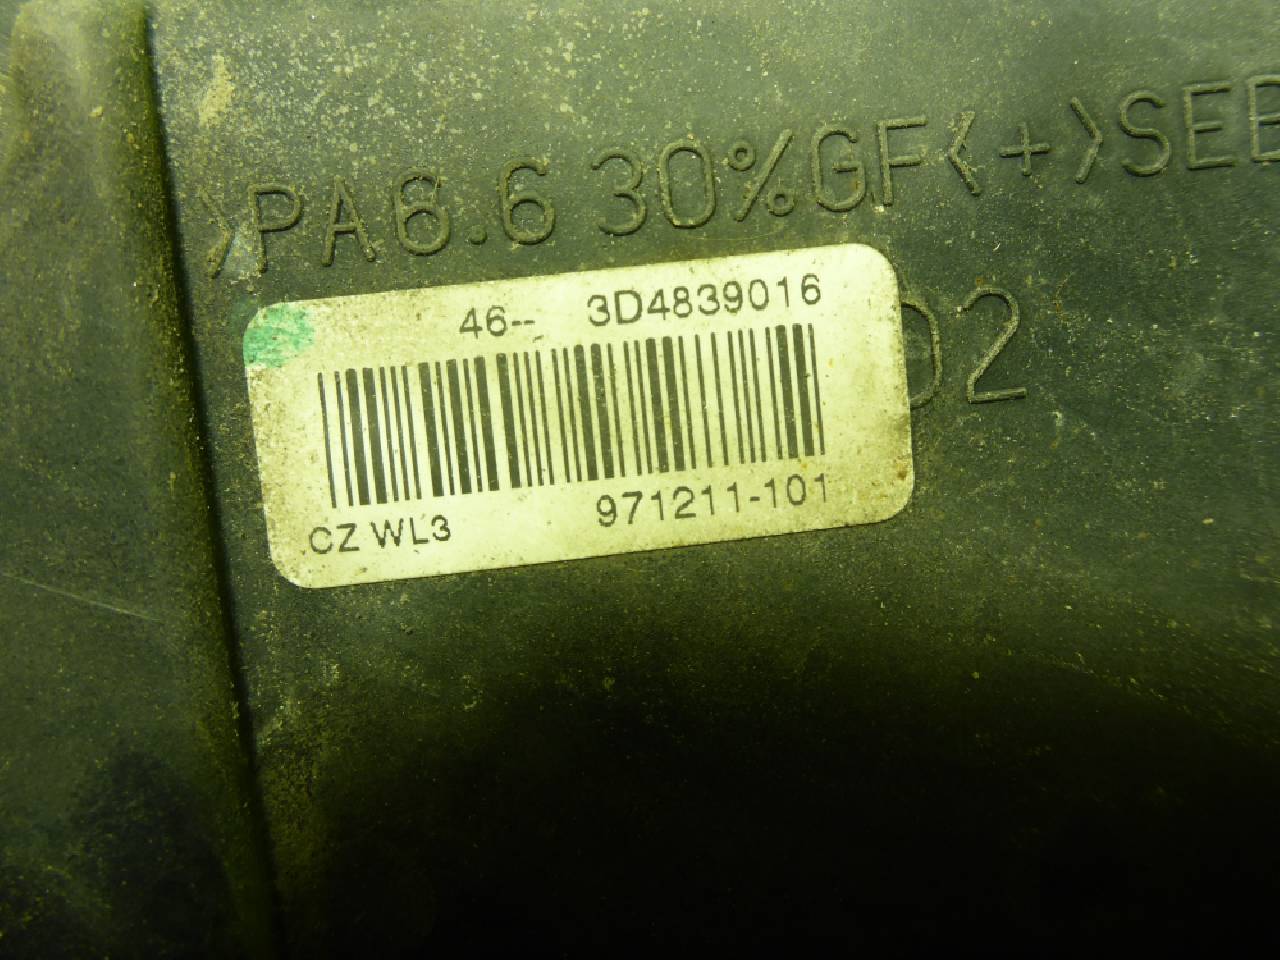 >PA6.6 30%GF<+>SEB
46-- 3D4839016
02
971211-101
CZ WL3